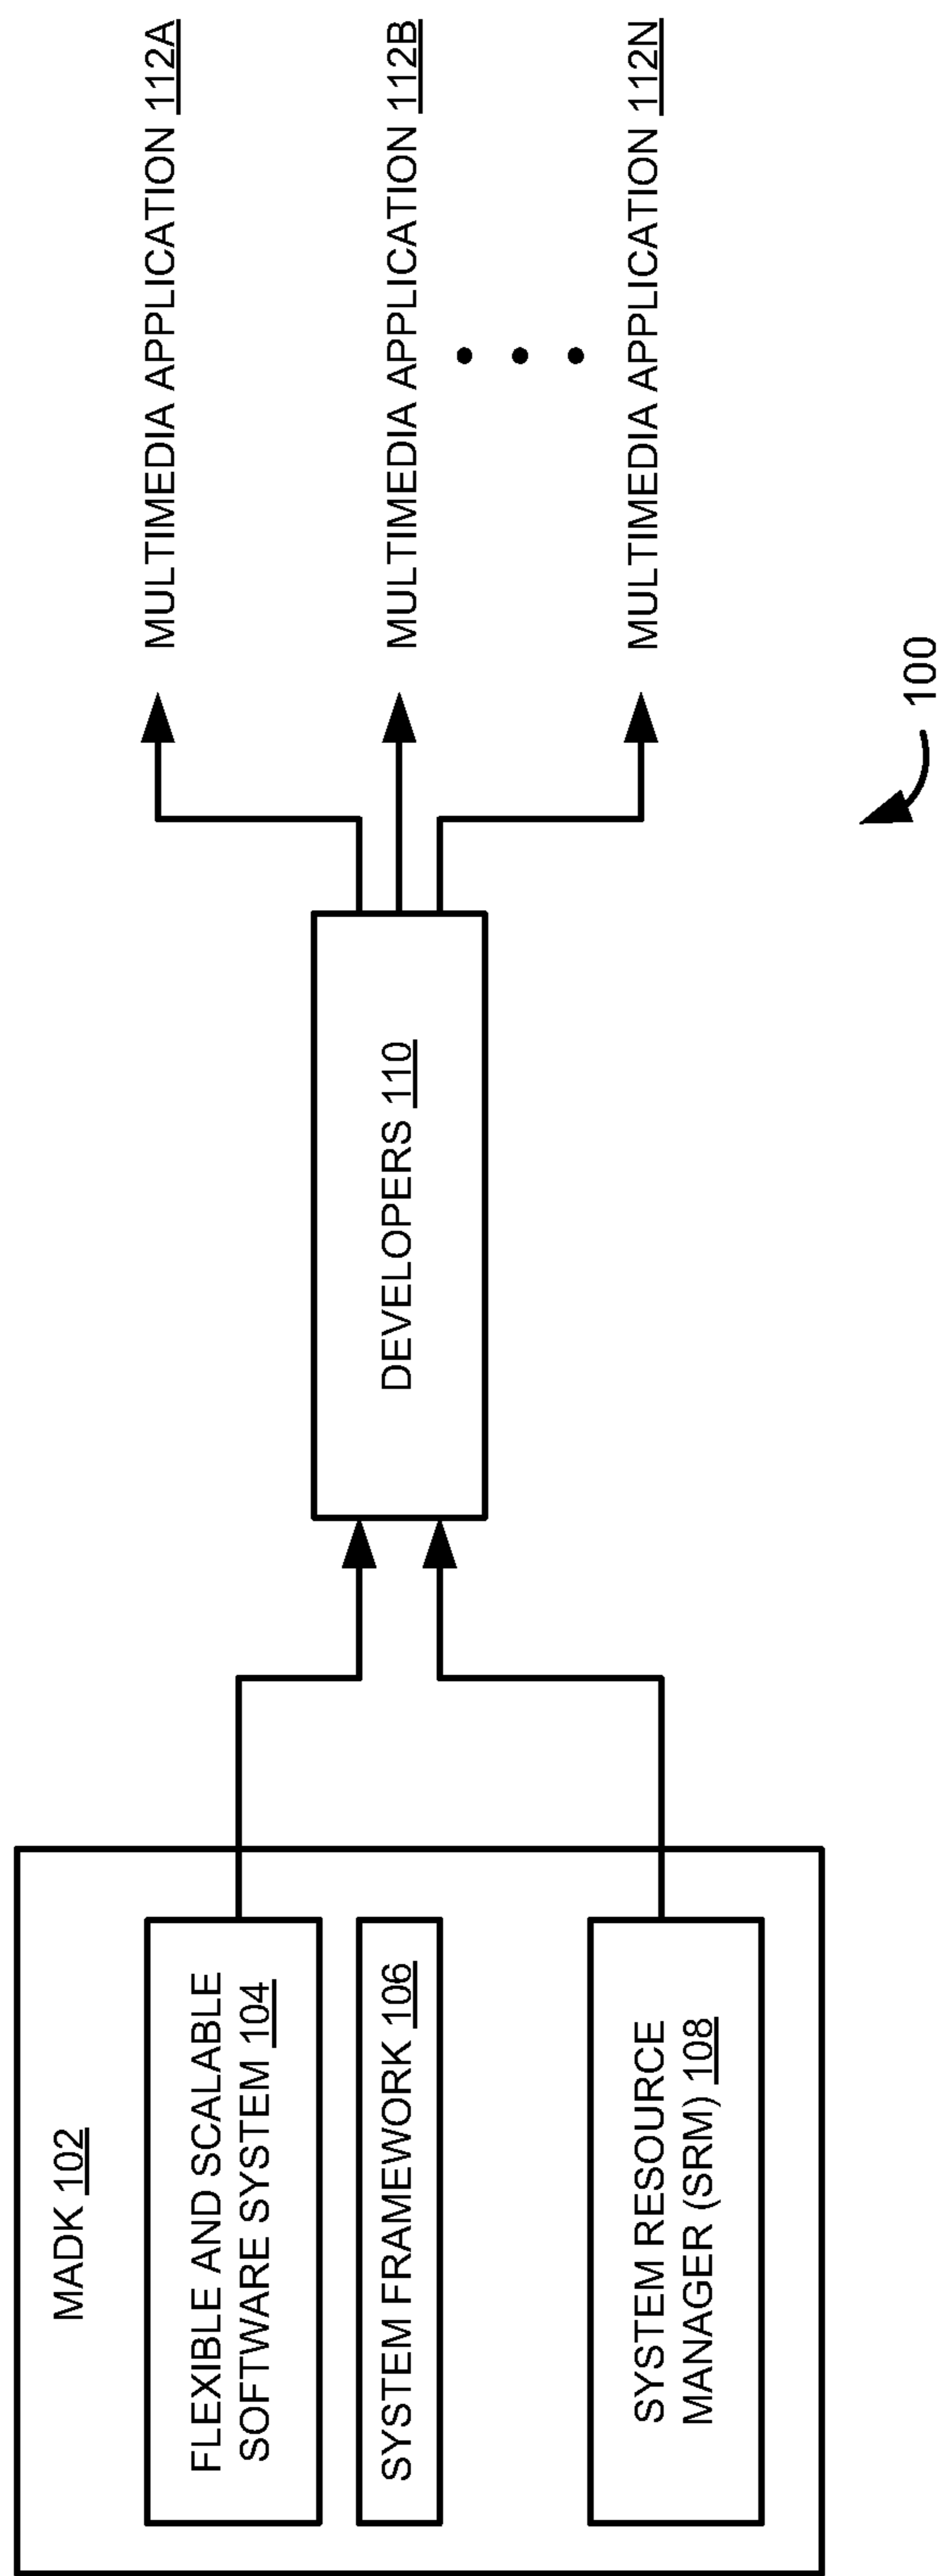 MADK 102
FLEXIBLE AND SCALABLE
SOFTWARE SYSTEM 104
SYSTEM FRAMEWORK 106
SYSTEM RESOURCE
MANAGER (SRM) 108
DEVELOPERS 110
MULTIMEDIA APPLICATION 112A
MULTIMEDIA APPLICATION 112B
MULTIMEDIA APPLICATION 112N
100